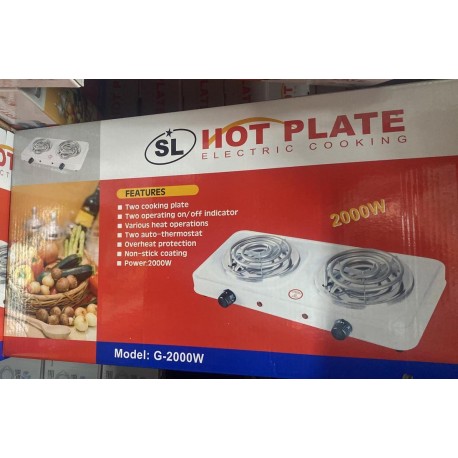 SL
HOT PLATE
ELECTRIC COOKING
FEATURES
Two cooking plate
Two operating on/off indicator
Various heat operations
Two auto-thermostat
Overheat protection
Non-stick coating
Power:2000W
2000W
Model: G-2000W